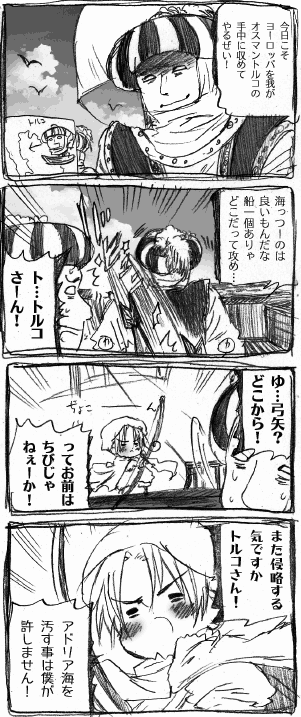 今日こそ
ヨーロッパを我が
オスマントルコの
手中に収めて
やるぜい!
トルコ
海っつーのは
良いもんだな
船一個ありゃ
どこだって攻め…
ト…トルコ
さーん!
ゆ…弓矢?
どこから!
ちょこ
ってお前は
ちびじゃ
ねぇーか!
また侵略する
気ですか
トルコさん!
アドリア海を
汚す事は僕が
許しません!